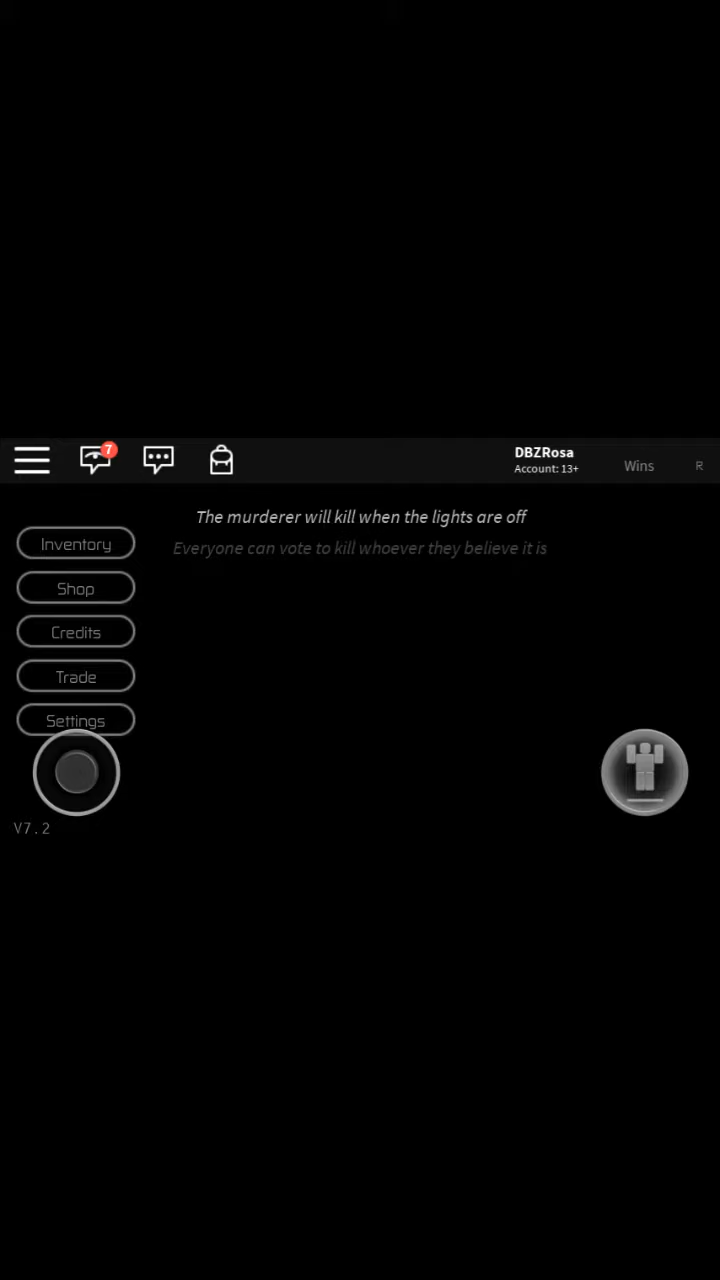 7
DBZRosa
Account: 13+
Wins
R
The murderer will kill when the lights are off
Everyone can vote to kill whoever they believe it is
Inventory
Shop
Credits
Trade
Settings
V7.2